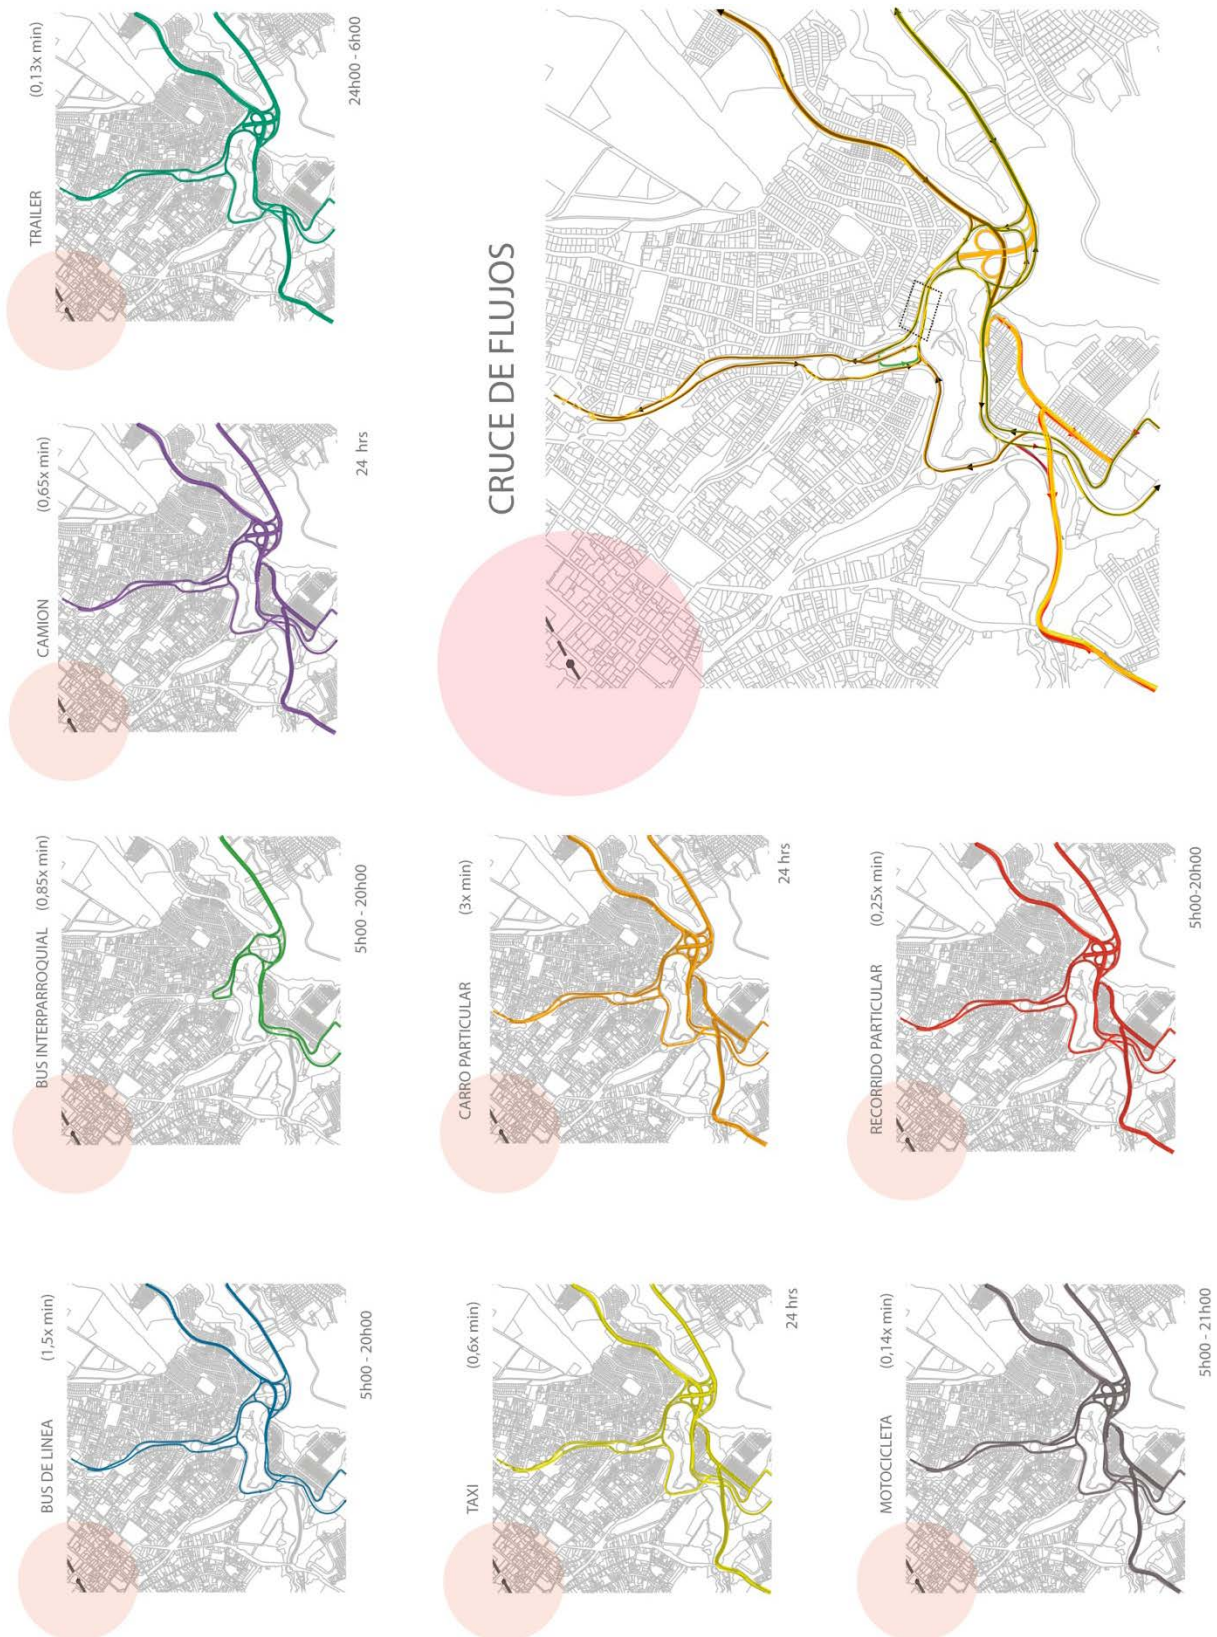 BUS DE LINEA (1,5x min)
5h00 - 20h00
BUS INTERPARROQUIAL (0,85x min)
5h00 - 20h00
CAMION (0,65x min)
24 hrs
TRAILER (0,13x min)
24h00 - 6h00
TAXI (0,6x min)
24 hrs
CARRO PARTICULAR (3x min)
24 hrs
CRUCE DE FLUJOS
MOTOCICLETA (0,14x min)
5h00 - 21h00
RECORRIDO PARTICULAR (0,25x min)
5h00-20h00